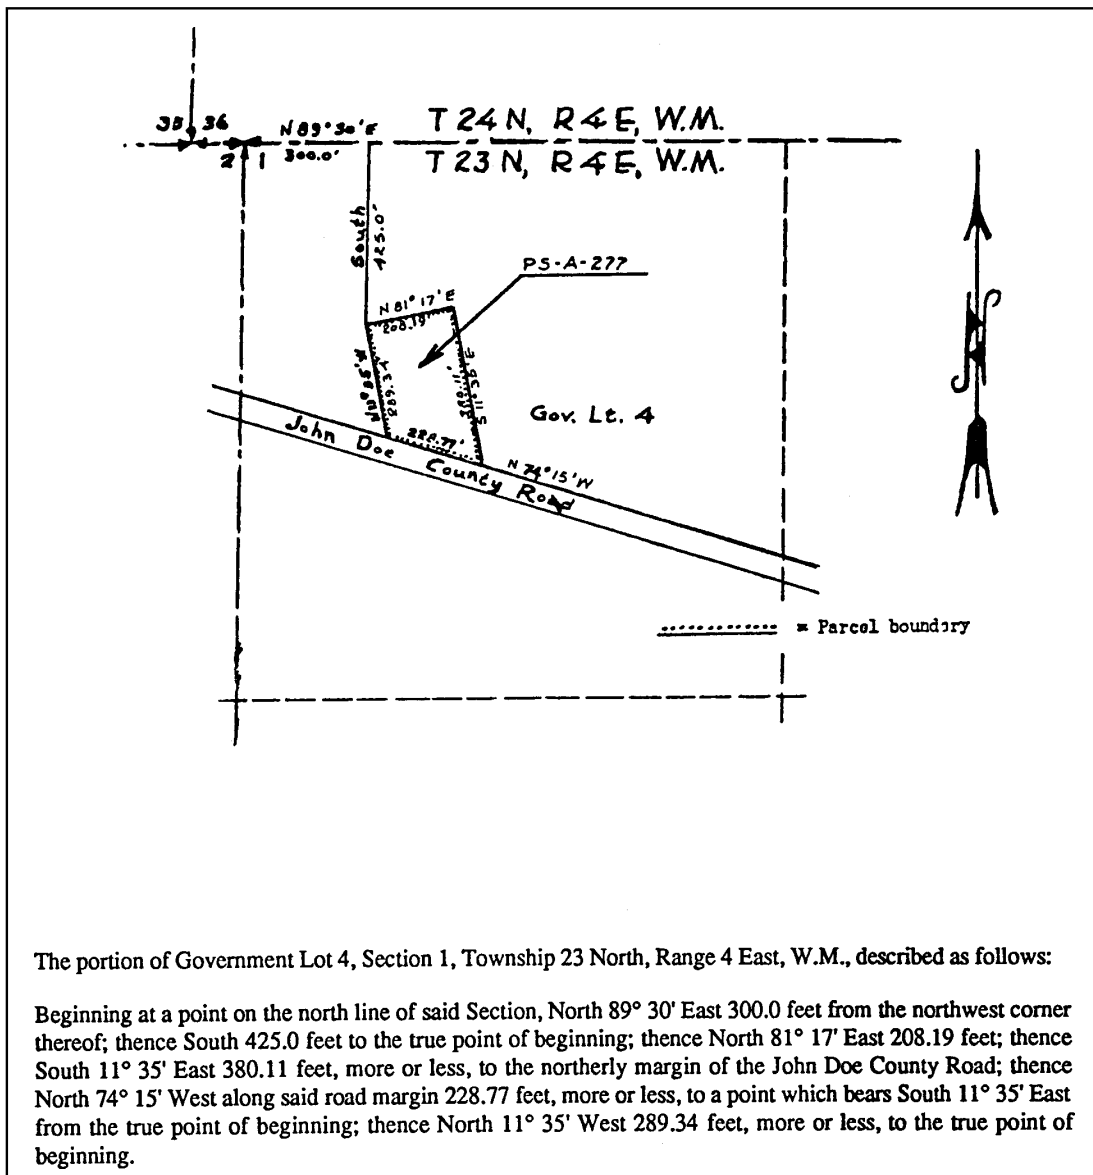 35 36
N 89° 30' E
300.0'
T 24 N, R 4 E, W.M.
2 1
T 23 N, R 4 E, W.M.
South
425.0'
PS-A-277
N 81° 17' E
208.19'
N 11° 35' W
289.34
380.11'
S 11° 35' E
Gov. Lt. 4
228.77'
N 74° 15' W
John Doe County Road
N
= Parcel boundary
The portion of Government Lot 4, Section 1, Township 23 North, Range 4 East, W.M., described as follows:
Beginning at a point on the north line of said Section, North 89° 30' East 300.0 feet from the northwest corner
thereof; thence South 425.0 feet to the true point of beginning; thence North 81° 17' East 208.19 feet; thence
South 11° 35' East 380.11 feet, more or less, to the northerly margin of the John Doe County Road; thence
North 74° 15' West along said road margin 228.77 feet, more or less, to a point which bears South 11° 35' East
from the true point of beginning; thence North 11° 35' West 289.34 feet, more or less, to the true point of
beginning.